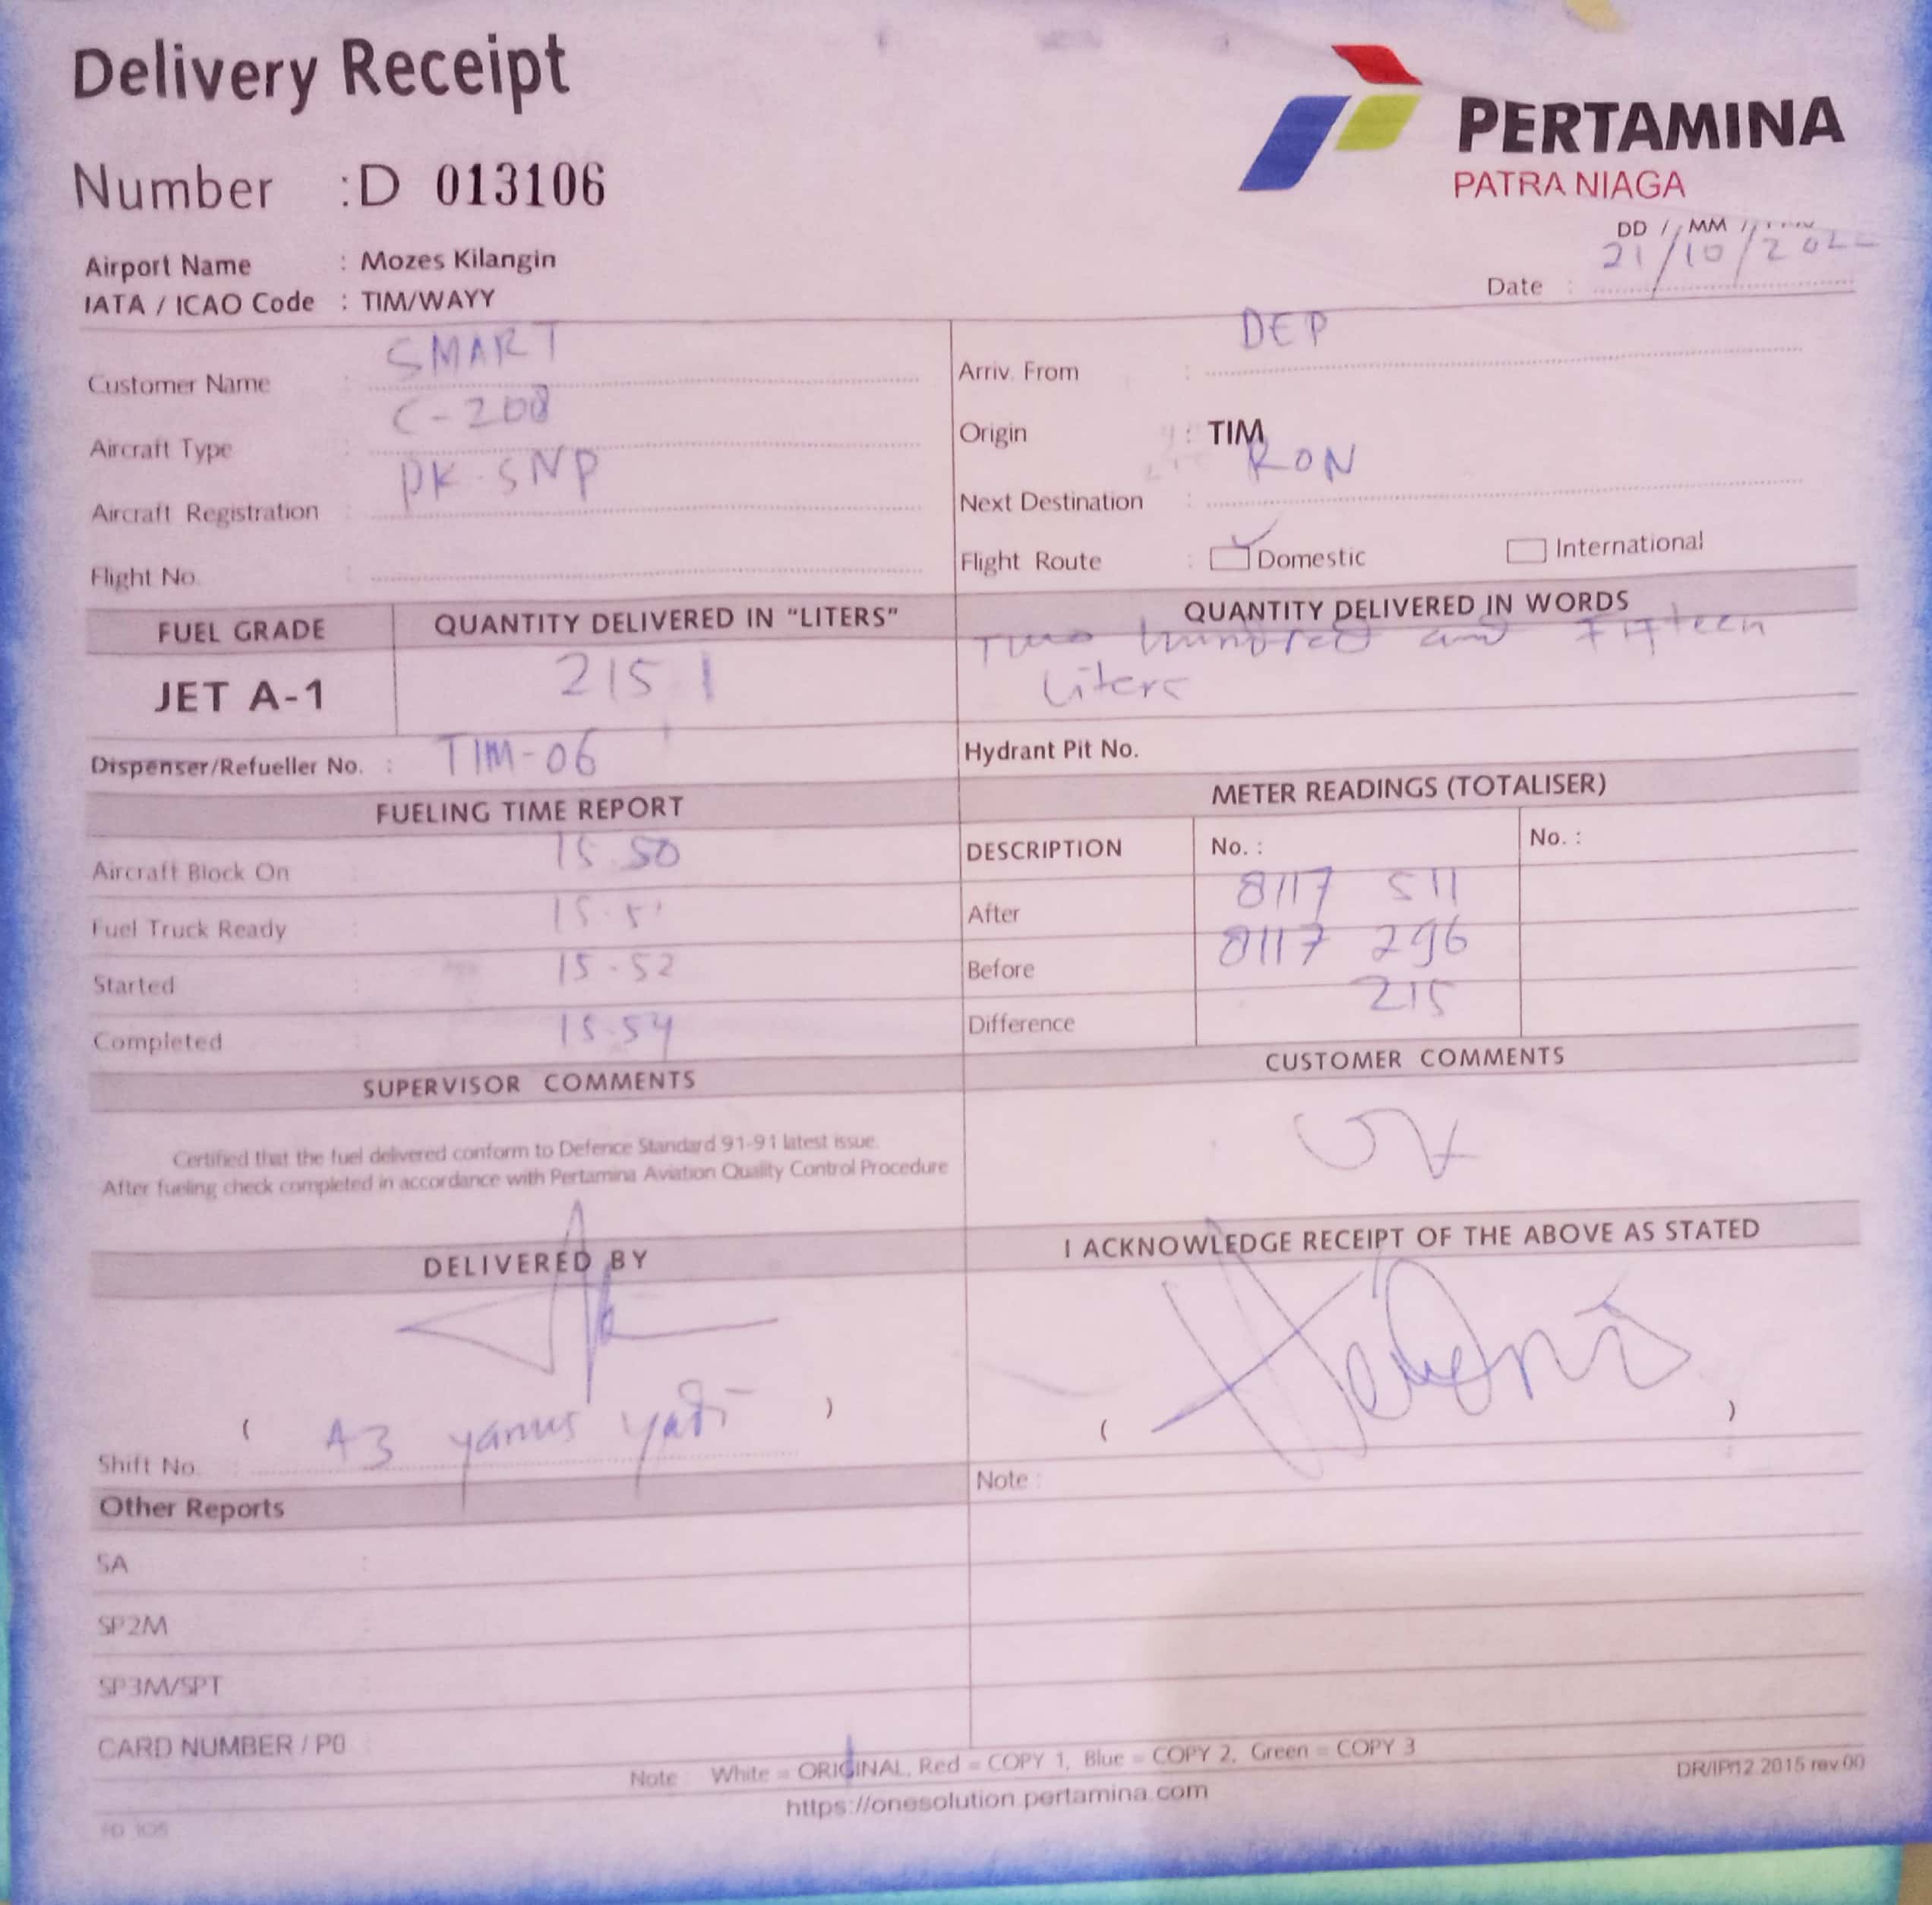 Delivery Receipt
PERTAMINA
PATRA NIAGA
Number :D 013106
DD / MM /
Airport Name : Mozes Kilangin
IATA / ICAO Code : TIM/WAYY
Date : 21/10/202
Customer Name : SMART
Arriv. From : DEP
Aircraft Type : C-208
Origin : TIM
Aircraft Registration : PK-SNP
Next Destination : RON
Flight No. :
Flight Route : Domestic International
FUEL GRADE QUANTITY DELIVERED IN "LITERS" QUANTITY DELIVERED IN WORDS
JET A-1 215 l Two hundred and Fifteen
Liters
Dispenser/Refueller No. : TIM-06 Hydrant Pit No.
FUELING TIME REPORT METER READINGS (TOTALISER)
Aircraft Block On : 15.50 DESCRIPTION No. : No. :
Fuel Truck Ready : 15.51 After 8117 511
Started : 15-52 Before 8117 296
Completed : 15.54 Difference 215
SUPERVISOR COMMENTS CUSTOMER COMMENTS
Certified that the fuel delivered conform to Defence Standard 91-91 latest issue.
After fueling check completed in accordance with Pertamina Aviation Quality Control Procedure
OK
DELIVERED BY I ACKNOWLEDGE RECEIPT OF THE ABOVE AS STATED
( ) ( )
Shift No. : A3 yanus yadi
Note :
Other Reports
SA :
SP2M
SP3M/SPT
CARD NUMBER / P0
Note : White = ORIGINAL, Red = COPY 1, Blue = COPY 2, Green = COPY 3
DR/IP/12.2015 rev.00
https://onesolution.pertamina.com